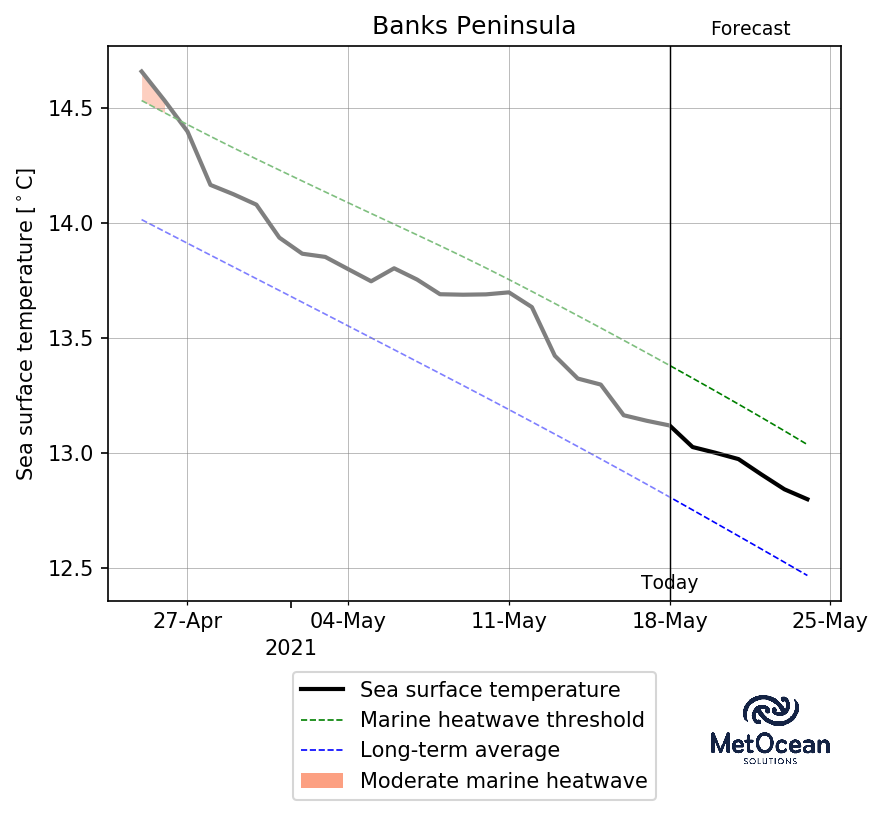 Banks Peninsula
Forecast
Sea surface temperature [°C]
14.5
14.0
13.5
13.0
12.5
Today
27-Apr 04-May 11-May 18-May 25-May
2021
Sea surface temperature
Marine heatwave threshold
Long-term average
Moderate marine heatwave
MetOcean
SOLUTIONS